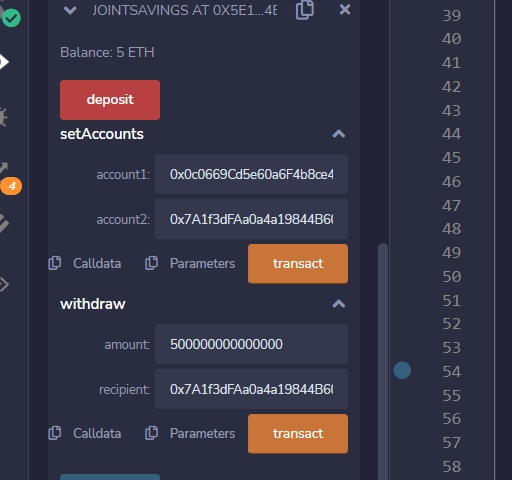 JOINTSAVINGS AT 0X5E1...4E
Balance: 5 ETH
deposit
setAccounts
account1: 0x0c0669Cd5e60a6F4b8ce4
account2: 0x7A1f3dFAa0a4a19844B60
Calldata Parameters transact
withdraw
amount: 500000000000000
recipient: 0x7A1f3dFAa0a4a19844B60
Calldata Parameters transact
4
39
40
41
42
43
44
45
46
47
48
49
50
51
52
53
54
55
56
57
58